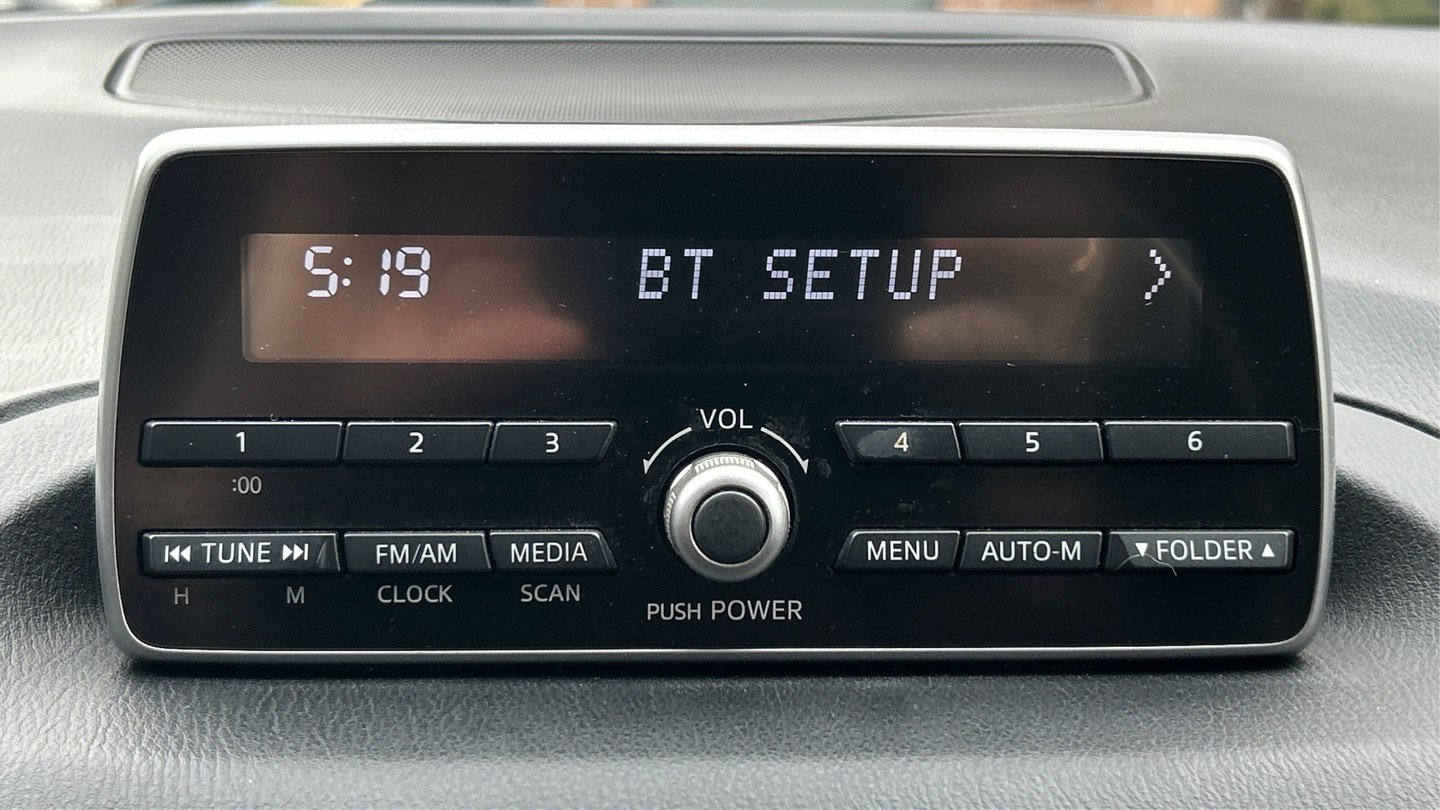 5:19 BT SETUP >
VOL
1 2 3 4 5 6
:00
⏮ TUNE ⏭ FM/AM MEDIA MENU AUTO-M ▼ FOLDER ▲
H M CLOCK SCAN
PUSH POWER